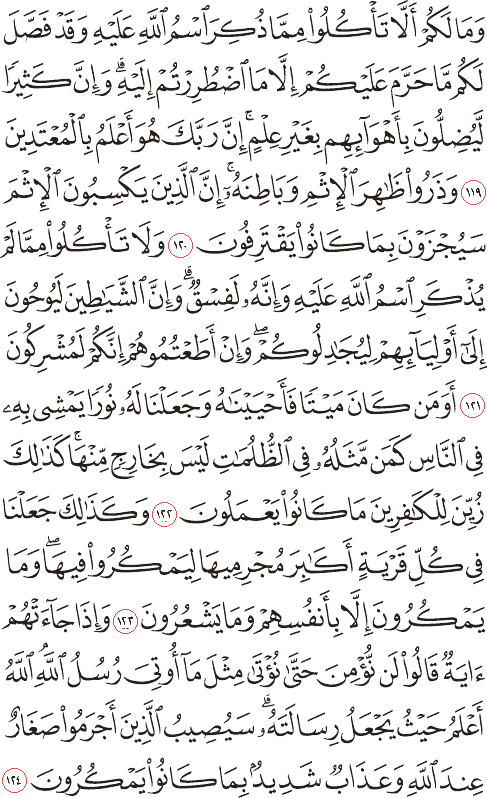 وَمَا لَكُمْ أَلَّا تَأْكُلُوا۟ مِمَّا ذُكِرَ ٱسْمُ ٱللَّهِ عَلَيْهِ وَقَدْ فَصَّلَ
لَكُم مَّا حَرَّمَ عَلَيْكُمْ إِلَّا مَا ٱضْطُرِرْتُمْ إِلَيْهِ ۗ وَإِنَّ كَثِيرًا
لَّيُضِلُّونَ بِأَهْوَآئِهِم بِغَيْرِ عِلْمٍ ۗ إِنَّ رَبَّكَ هُوَ أَعْلَمُ بِٱلْمُعْتَدِينَ
١١٩ وَذَرُوا۟ ظَٰهِرَ ٱلْإِثْمِ وَبَاطِنَهُۥٓ ۚ إِنَّ ٱلَّذِينَ يَكْسِبُونَ ٱلْإِثْمَ
سَيُجْزَوْنَ بِمَا كَانُوا۟ يَقْتَرِفُونَ ١٢٠ وَلَا تَأْكُلُوا۟ مِمَّا لَمْ
يُذْكَرِ ٱسْمُ ٱللَّهِ عَلَيْهِ وَإِنَّهُۥ لَفِسْقٌ ۗ وَإِنَّ ٱلشَّيَٰطِينَ لَيُوحُونَ
إِلَىٰٓ أَوْلِيَآئِهِمْ لِيُجَٰدِلُوكُمْ ۖ وَإِنْ أَطَعْتُمُوهُمْ إِنَّكُمْ لَمُشْرِكُونَ
١٢١ أَوَمَن كَانَ مَيْتًا فَأَحْيَيْنَٰهُ وَجَعَلْنَا لَهُۥ نُورًا يَمْشِى بِهِۦ
فِى ٱلنَّاسِ كَمَن مَّثَلُهُۥ فِى ٱلظُّلُمَٰتِ لَيْسَ بِخَارِجٍ مِّنْهَا ۚ كَذَٰلِكَ
زُيِّنَ لِلْكَٰفِرِينَ مَا كَانُوا۟ يَعْمَلُونَ ١٢٢ وَكَذَٰلِكَ جَعَلْنَا
فِى كُلِّ قَرْيَةٍ أَكَٰبِرَ مُجْرِمِيهَا لِيَمْكُرُوا۟ فِيهَا ۖ وَمَا
يَمْكُرُونَ إِلَّا بِأَنفُسِهِمْ وَمَا يَشْعُرُونَ ١٢٣ وَإِذَا جَآءَتْهُمْ
ءَايَةٌ قَالُوا۟ لَن نُّؤْمِنَ حَتَّىٰ نُؤْتَىٰ مِثْلَ مَآ أُوتِىَ رُسُلُ ٱللَّهِ ۘ ٱللَّهُ
أَعْلَمُ حَيْثُ يَجْعَلُ رِسَالَتَهُۥ ۗ سَيُصِيبُ ٱلَّذِينَ أَجْرَمُوا۟ صَغَارٌ
عِندَ ٱللَّهِ وَعَذَابٌ شَدِيدٌۢ بِمَا كَانُوا۟ يَمْكُرُونَ ١٢٤